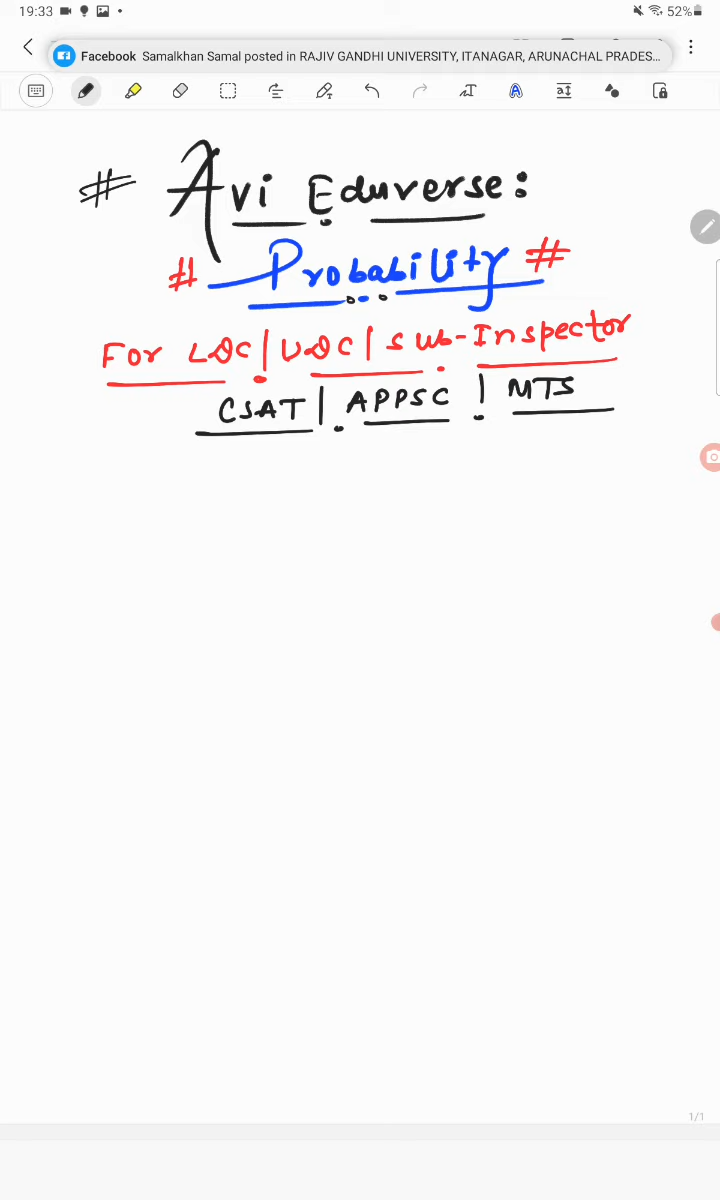 19:33 52%
Facebook Samalkhan Samal posted in RAJIV GANDHI UNIVERSITY, ITANAGAR, ARUNACHAL PRADES...
# Avi Eduverse:
# Probability #
For LDC | UDC | Sub-Inspector
CSAT | APPSC | MTS
1/1